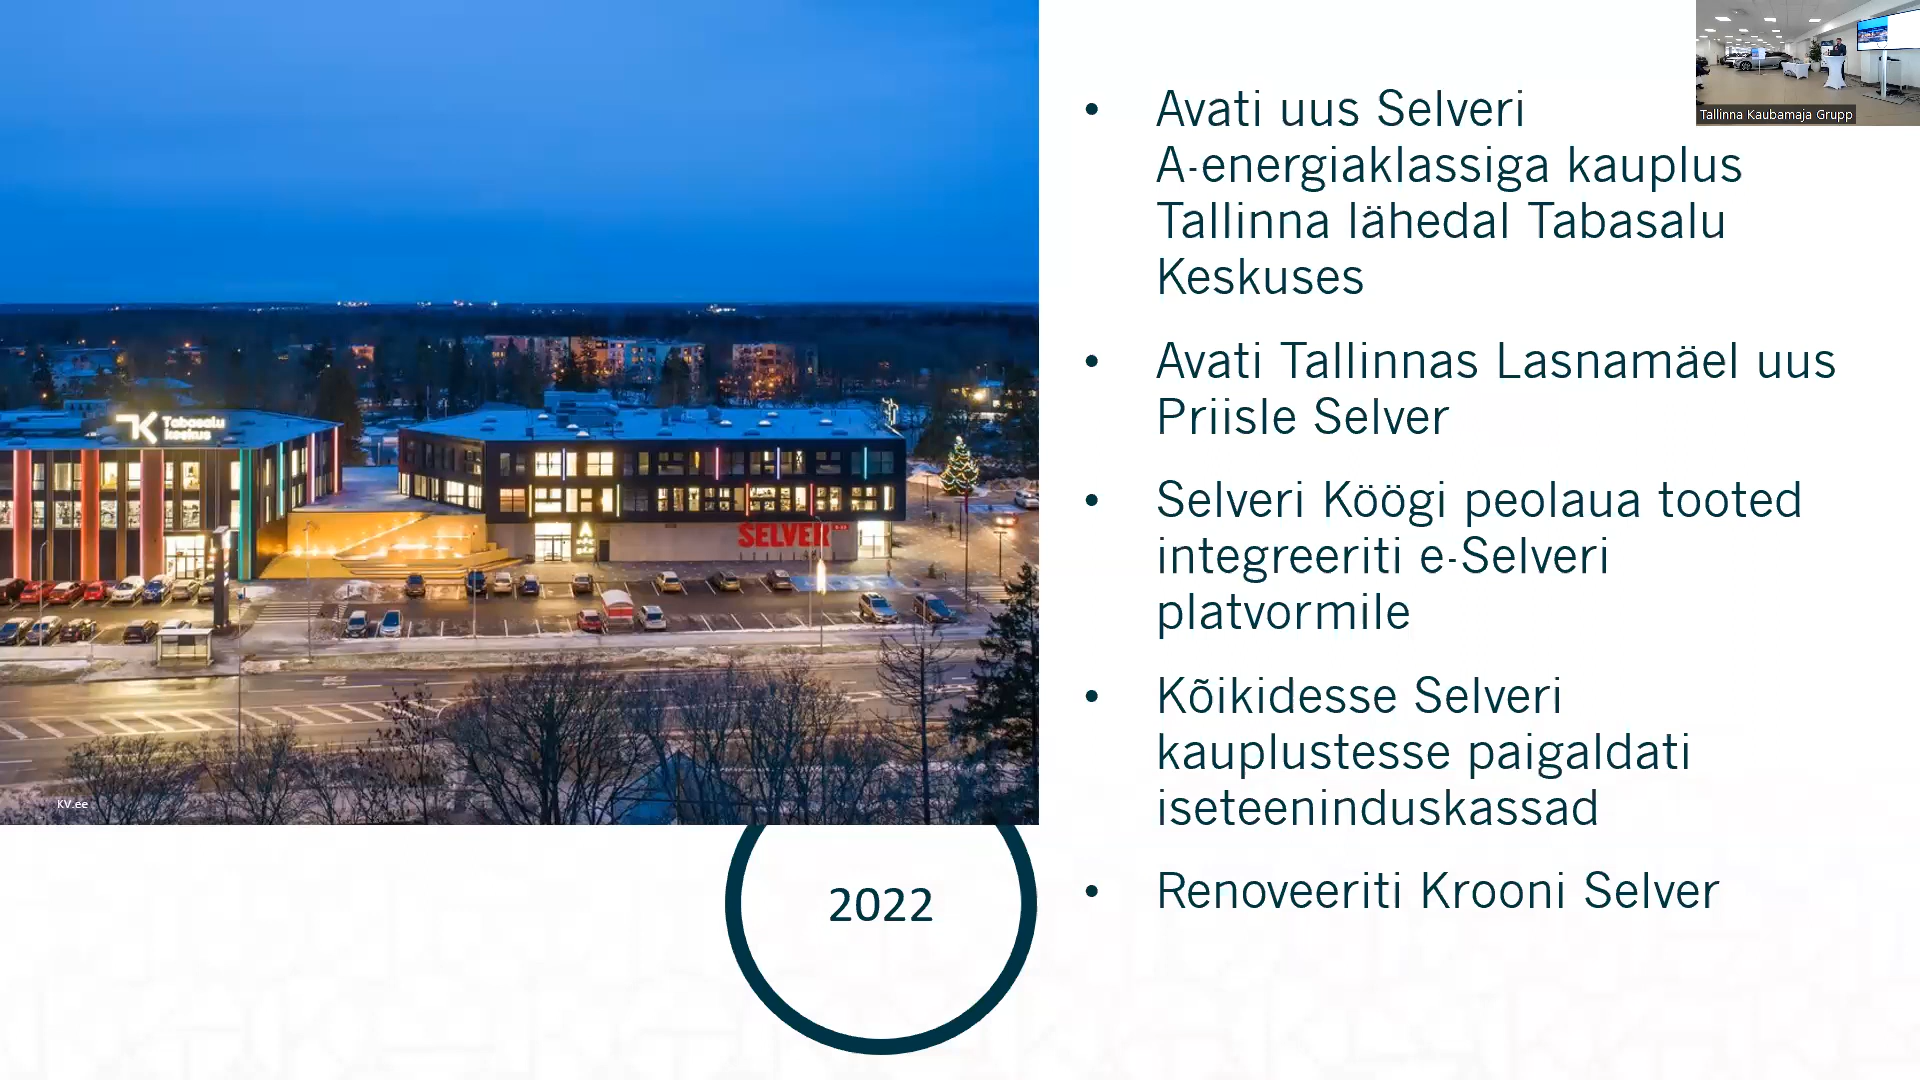 Tallinna Kaubamaja Grupp
• Avati uus Selveri
A-energiaklassiga kauplus
Tallinna lähedal Tabasalu
Keskuses
• Avati Tallinnas Lasnamäel uus
Priisle Selver
• Selveri Köögi peolaua tooted
integreeriti e-Selveri
platvormile
• Kõikidesse Selveri
kauplustesse paigaldati
iseteeninduskassad
• Renoveeriti Krooni Selver
TK Tabasalu
keskus
SELVER
KV.ee
2022